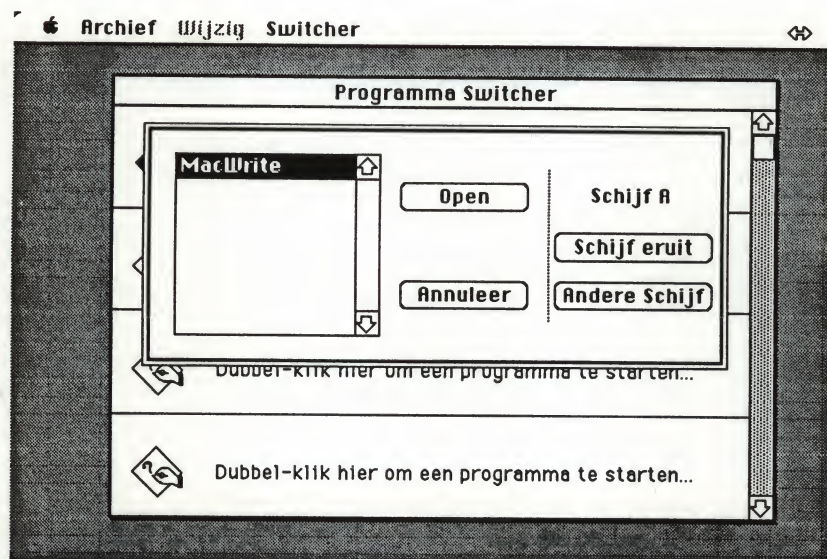 Archief Wijzig Switcher
Programma Switcher
MacWrite
Open
Annuleer
Schijf A
Schijf eruit
Andere Schijf
Dubbel-klik hier om een programma te starten...
Dubbel-klik hier om een programma te starten...